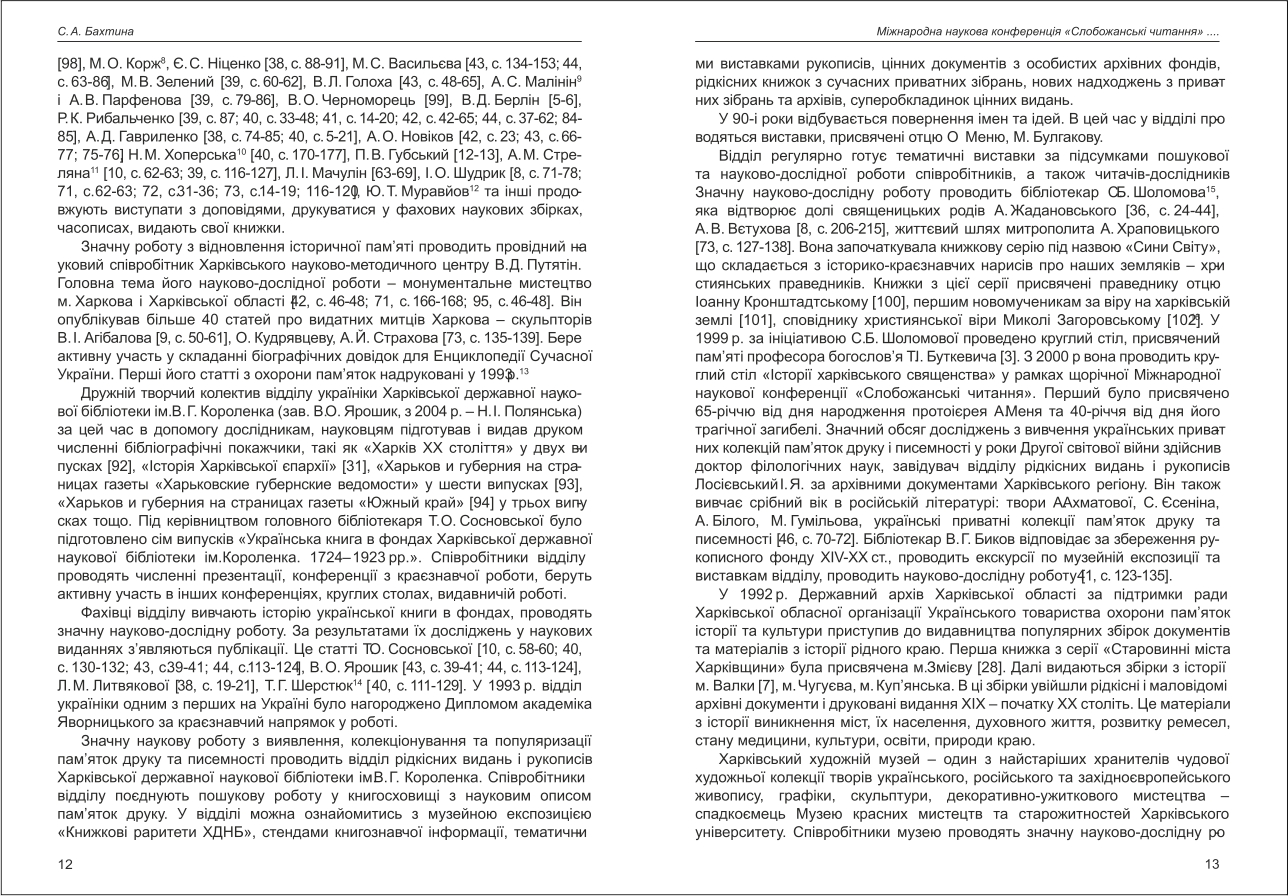 С. А. Бахтина
[98], М. О. Корж⁸, Є. С. Ніценко [38, с. 88-91], М. С. Васильєва [43, с. 134-153; 44,
с. 63-86], М. В. Зелений [39, с. 60-62], В. Л. Голоха [43, с. 48-65], А. С. Малінін⁹
і А. В. Парфенова [39, с. 79-86], В. О. Черноморець [99], В. Д. Берлін [5-6],
Р. К. Рибальченко [39, с. 87; 40, с. 33-48; 41, с. 14-20; 42, с. 42-65; 44, с. 37-62; 84-
85], А. Д. Гавриленко [38, с. 74-85; 40, с. 5-21], А. О. Новіков [42, с. 23; 43, с. 66-
77; 75-76] Н. М. Хоперська¹⁰ [40, с. 170-177], П. В. Губський [12-13], А. М. Стре-
ляна¹¹ [10, с. 62-63; 39, с. 116-127], Л. І. Мачулін [63-69], І. О. Шудрик [8, с. 71-78;
71, с.62-63; 72, с.31-36; 73, с.14-19; 116-120], Ю. Т. Муравйов¹² та інші продо-
вжують виступати з доповідями, друкуватися у фахових наукових збірках,
часописах, видають свої книжки.
Значну роботу з відновлення історичної пам’яті проводить провідний на-
уковий співробітник Харківського науково-методичного центру В. Д. Путятін.
Головна тема його науково-дослідної роботи – монументальне мистецтво
м. Харкова і Харківської області [42, с. 46-48; 71, с. 166-168; 95, с. 46-48]. Він
опублікував більше 40 статей про видатних митців Харкова – скульпторів
В. І. Агібалова [9, с. 50-61], О. Кудрявцеву, А. Й. Страхова [73, с. 135-139]. Бере
активну участь у складанні біографічних довідок для Енциклопедії Сучасної
України. Перші його статті з охорони пам’яток надруковані у 1993 р.¹³
Дружній творчий колектив відділу україніки Харківської державної науко-
вої бібліотеки ім.В. Г. Короленка (зав. В.О. Ярошик, з 2004 р. – Н. І. Полянська)
за цей час в допомогу дослідникам, науковцям підготував і видав друком
численні бібліографічні покажчики, такі як «Харків ХХ століття» у двух ви-
пусках [92], «Історія Харківської єпархії» [31], «Харьков и губерния на стра-
ницах газеты «Харьковские губернские ведомости» у шести випусках [93],
«Харьков и губерния на страницах газеты «Южный край» [94] у трьох випу-
сках тощо. Під керівництвом головного бібліотекаря Т. О. Сосновської було
підготовлено сім випусків «Українська книга в фондах Харківської державної
наукової бібліотеки ім.Короленка. 1724–1923 рр.». Співробітники відділу
проводять численні презентації, конференції з краєзнавчої роботи, беруть
активну участь в інших конференціях, круглих столах, видавничій роботі.
Фахівці відділу вивчають історію української книги в фондах, проводять
значну науково-дослідну роботу. За результатами їх досліджень у наукових
виданнях з’являються публікації. Це статті Т.О. Сосновської [10, с. 58-60; 40,
с. 130-132; 43, с.39-41; 44, с.113-124], В. О. Ярошик [43, с. 39-41; 44, с. 113-124],
Л. М. Литвякової [38, с. 19-21], Т. Г. Шерстюк¹⁴ [40, с. 111-129]. У 1993 р. відділ
україніки одним з перших на Україні було нагороджено Дипломом академіка
Яворницького за краєзнавчий напрямок у роботі.
Значну наукову роботу з виявлення, колекціонування та популяризації
пам’яток друку та писемності проводить відділ рідкісних видань і рукописів
Харківської державної наукової бібліотеки ім.В. Г. Короленка. Співробітники
відділу поєднують пошукову роботу у книгосховищі з науковим описом
пам’яток друку. У відділі можна ознайомитись з музейною експозицією
«Книжкові раритети ХДНБ», стендами книгознавчої інформації, тематични-
12
Міжнародна наукова конференція «Слобожанські читання» ....
ми виставками рукописів, цінних документів з особистих архівних фондів,
рідкісних книжок з сучасних приватних зібрань, нових надходжень з приват-
них зібрань та архівів, суперобкладинок цінних видань.
У 90-і роки відбувається повернення імен та ідей. В цей час у відділі про
водяться виставки, присвячені отцю О Меню, М. Булгакову.
Відділ регулярно готує тематичні виставки за підсумками пошукової
та науково-дослідної роботи співробітників, а також читачів-дослідників
Значну науково-дослідну роботу проводить бібліотекар С.Б. Шоломова¹⁵,
яка відтворює долі священицьких родів А. Жадановського [36, с. 24-44],
А. В. Вєтухова [8, с. 206-215], життєвий шлях митрополита А. Храповицького
[73, с. 127-138]. Вона започаткувала книжкову серію під назвою «Сини Світу»,
що складається з історико-краєзнавчих нарисів про наших земляків – хри
стиянських праведників. Книжки з цієї серії присвячені праведнику отцю
Іоанну Кронштадтському [100], першим новомученикам за віру на харківській
землі [101], сповіднику християнської віри Миколі Загоровському [102]. У
1999 р. за ініціативою С.Б. Шоломової проведено круглий стіл, присвячений
пам’яті професора богослов’я Т.І. Буткевича [3]. З 2000 р вона проводить кру-
глий стіл «Історії харківського священства» у рамках щорічної Міжнародної
наукової конференції «Слобожанські читання». Перший було присвячено
65-річчю від дня народження протоієрея А.Меня та 40-річчя від дня його
трагічної загибелі. Значний обсяг досліджень з вивчення українських приват
них колекцій пам’яток друку і писемності у роки Другої світової війни здійснив
доктор філологічних наук, завідувач відділу рідкісних видань і рукописів
Лосієвський І. Я. за архівними документами Харківського регіону. Він також
вивчає срібний вік в російській літературі: твори А.Ахматової, С. Єсеніна,
А. Білого, М. Гумільова, українські приватні колекції пам’яток друку та
писемності [46, с. 70-72]. Бібліотекар В. Г. Биков відповідає за збереження ру-
кописного фонду XIV-XX ст., проводить екскурсії по музейній експозиції та
виставкам відділу, проводить науково-дослідну роботу[41, с. 123-135].
У 1992 р. Державний архів Харківської області за підтримки ради
Харківської обласної організації Українського товариства охорони пам’яток
історії та культури приступив до видавництва популярних збірок документів
та матеріалів з історії рідного краю. Перша книжка з серії «Старовинні міста
Харківщини» була присвячена м.Змієву [28]. Далі видаються збірки з історії
м. Валки [7], м. Чугуєва, м. Куп’янська. В ці збірки увійшли рідкісні і маловідомі
архівні документи і друковані видання XIX – початку XX століть. Це матеріали
з історії виникнення міст, їх населення, духовного життя, розвитку ремесел,
стану медицини, культури, освіти, природи краю.
Харківський художній музей – один з найстаріших хранителів чудової
художньої колекції творів українського, російського та західноєвропейського
живопису, графіки, скульптури, декоративно-ужиткового мистецтва –
спадкоємець Музею красних мистецтв та старожитностей Харківського
університету. Співробітники музею проводять значну науково-дослідну ро
13